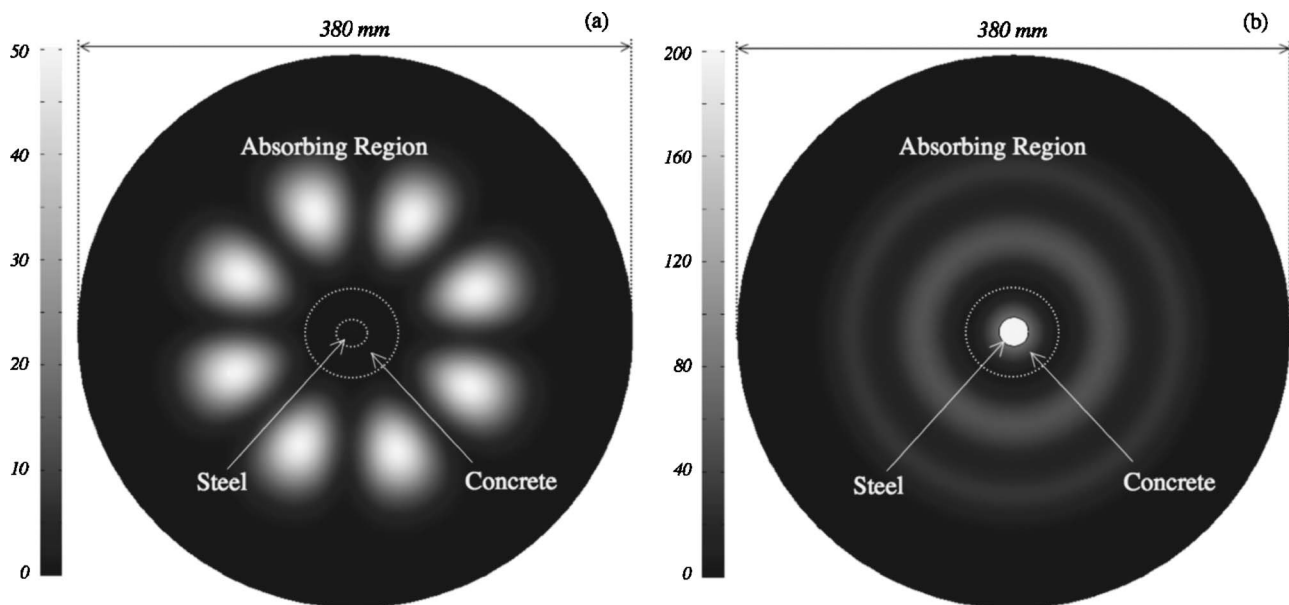 (a)
380 mm
50
40
30
20
10
0
Absorbing Region
Steel
Concrete
(b)
380 mm
200
160
120
80
40
0
Absorbing Region
Steel
Concrete